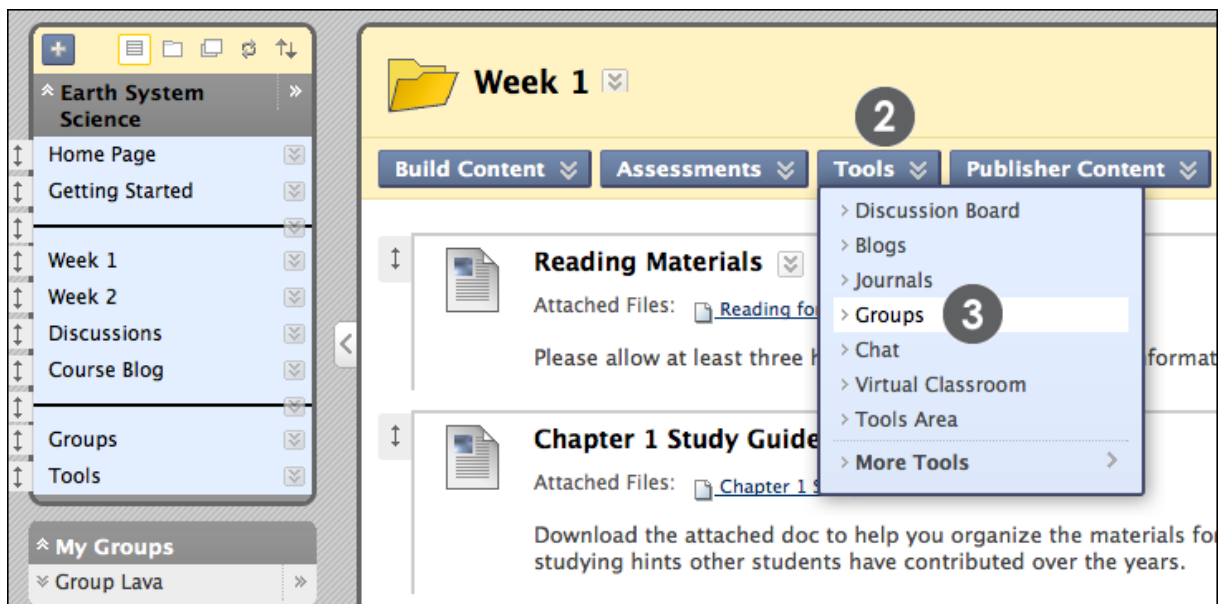 Earth System
Science
Home Page
Getting Started
Week 1
Week 2
Discussions
Course Blog
Groups
Tools
My Groups
Group Lava
Week 1
2
Build Content
Assessments
Tools
Publisher Content
Discussion Board
Blogs
Journals
Groups
3
Chat
Virtual Classroom
Tools Area
More Tools
Reading Materials
Attached Files: Reading fo
Please allow at least three h
format
Chapter 1 Study Guide
Attached Files: Chapter 1
Download the attached doc to help you organize the materials fo
studying hints other students have contributed over the years.